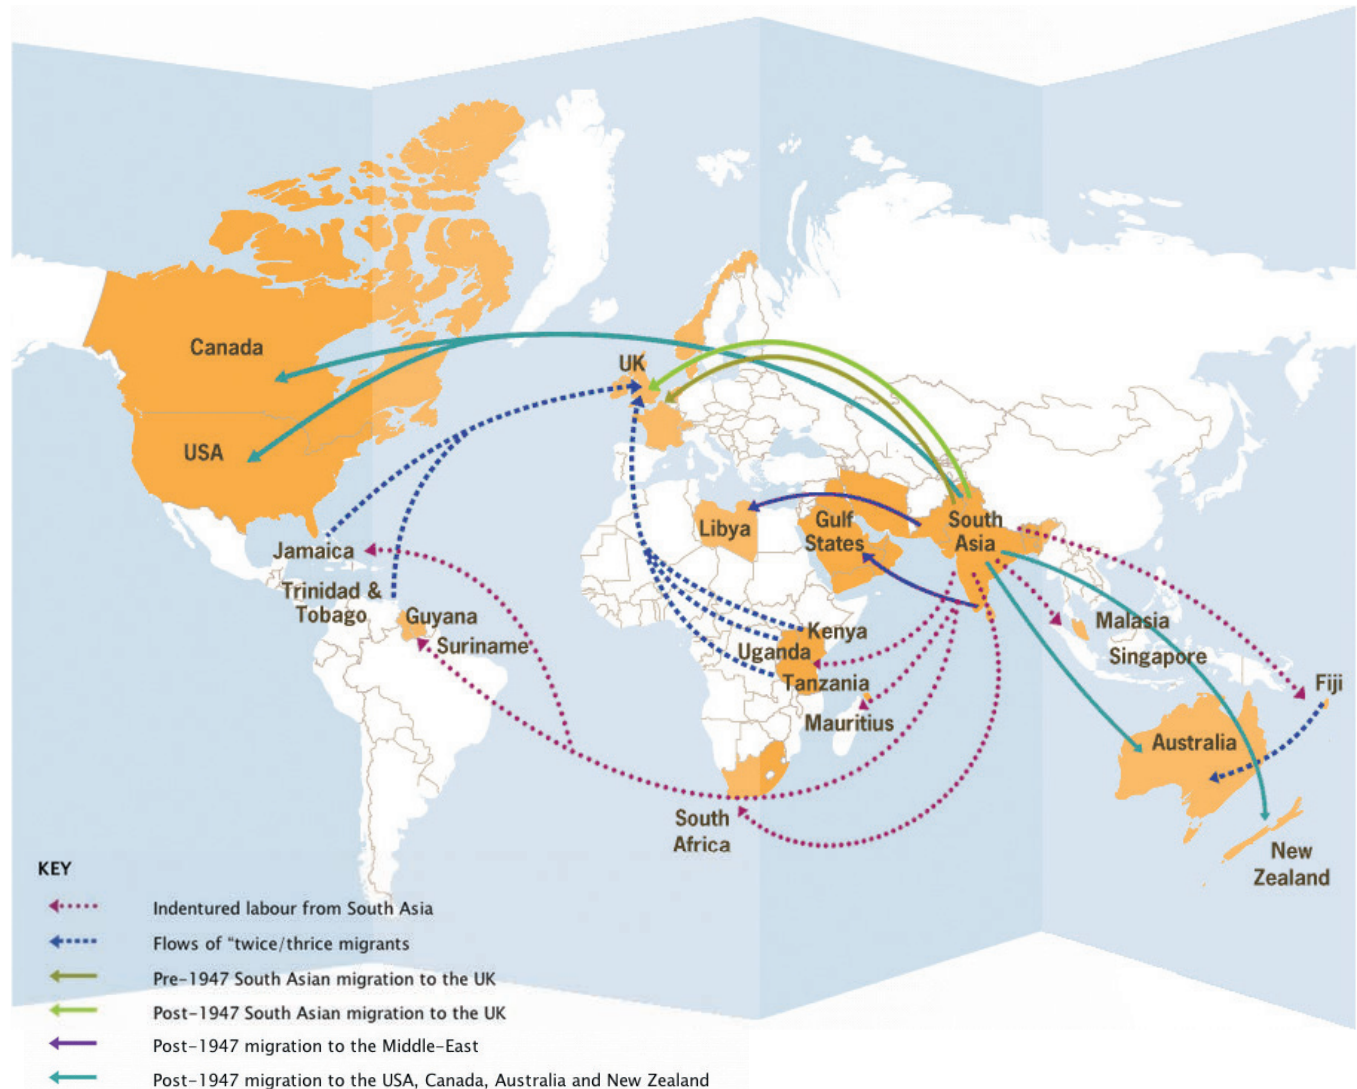 Canada
UK
USA
Libya
Gulf
States
South
Asia
Jamaica
Trinidad &
Tobago
Guyana
Suriname
Kenya
Uganda
Tanzania
Mauritius
Malasia
Singapore
Fiji
Australia
South
Africa
New
Zealand
KEY
Indentured labour from South Asia
Flows of "twice/thrice migrants
Pre-1947 South Asian migration to the UK
Post-1947 South Asian migration to the UK
Post-1947 migration to the Middle-East
Post-1947 migration to the USA, Canada, Australia and New Zealand